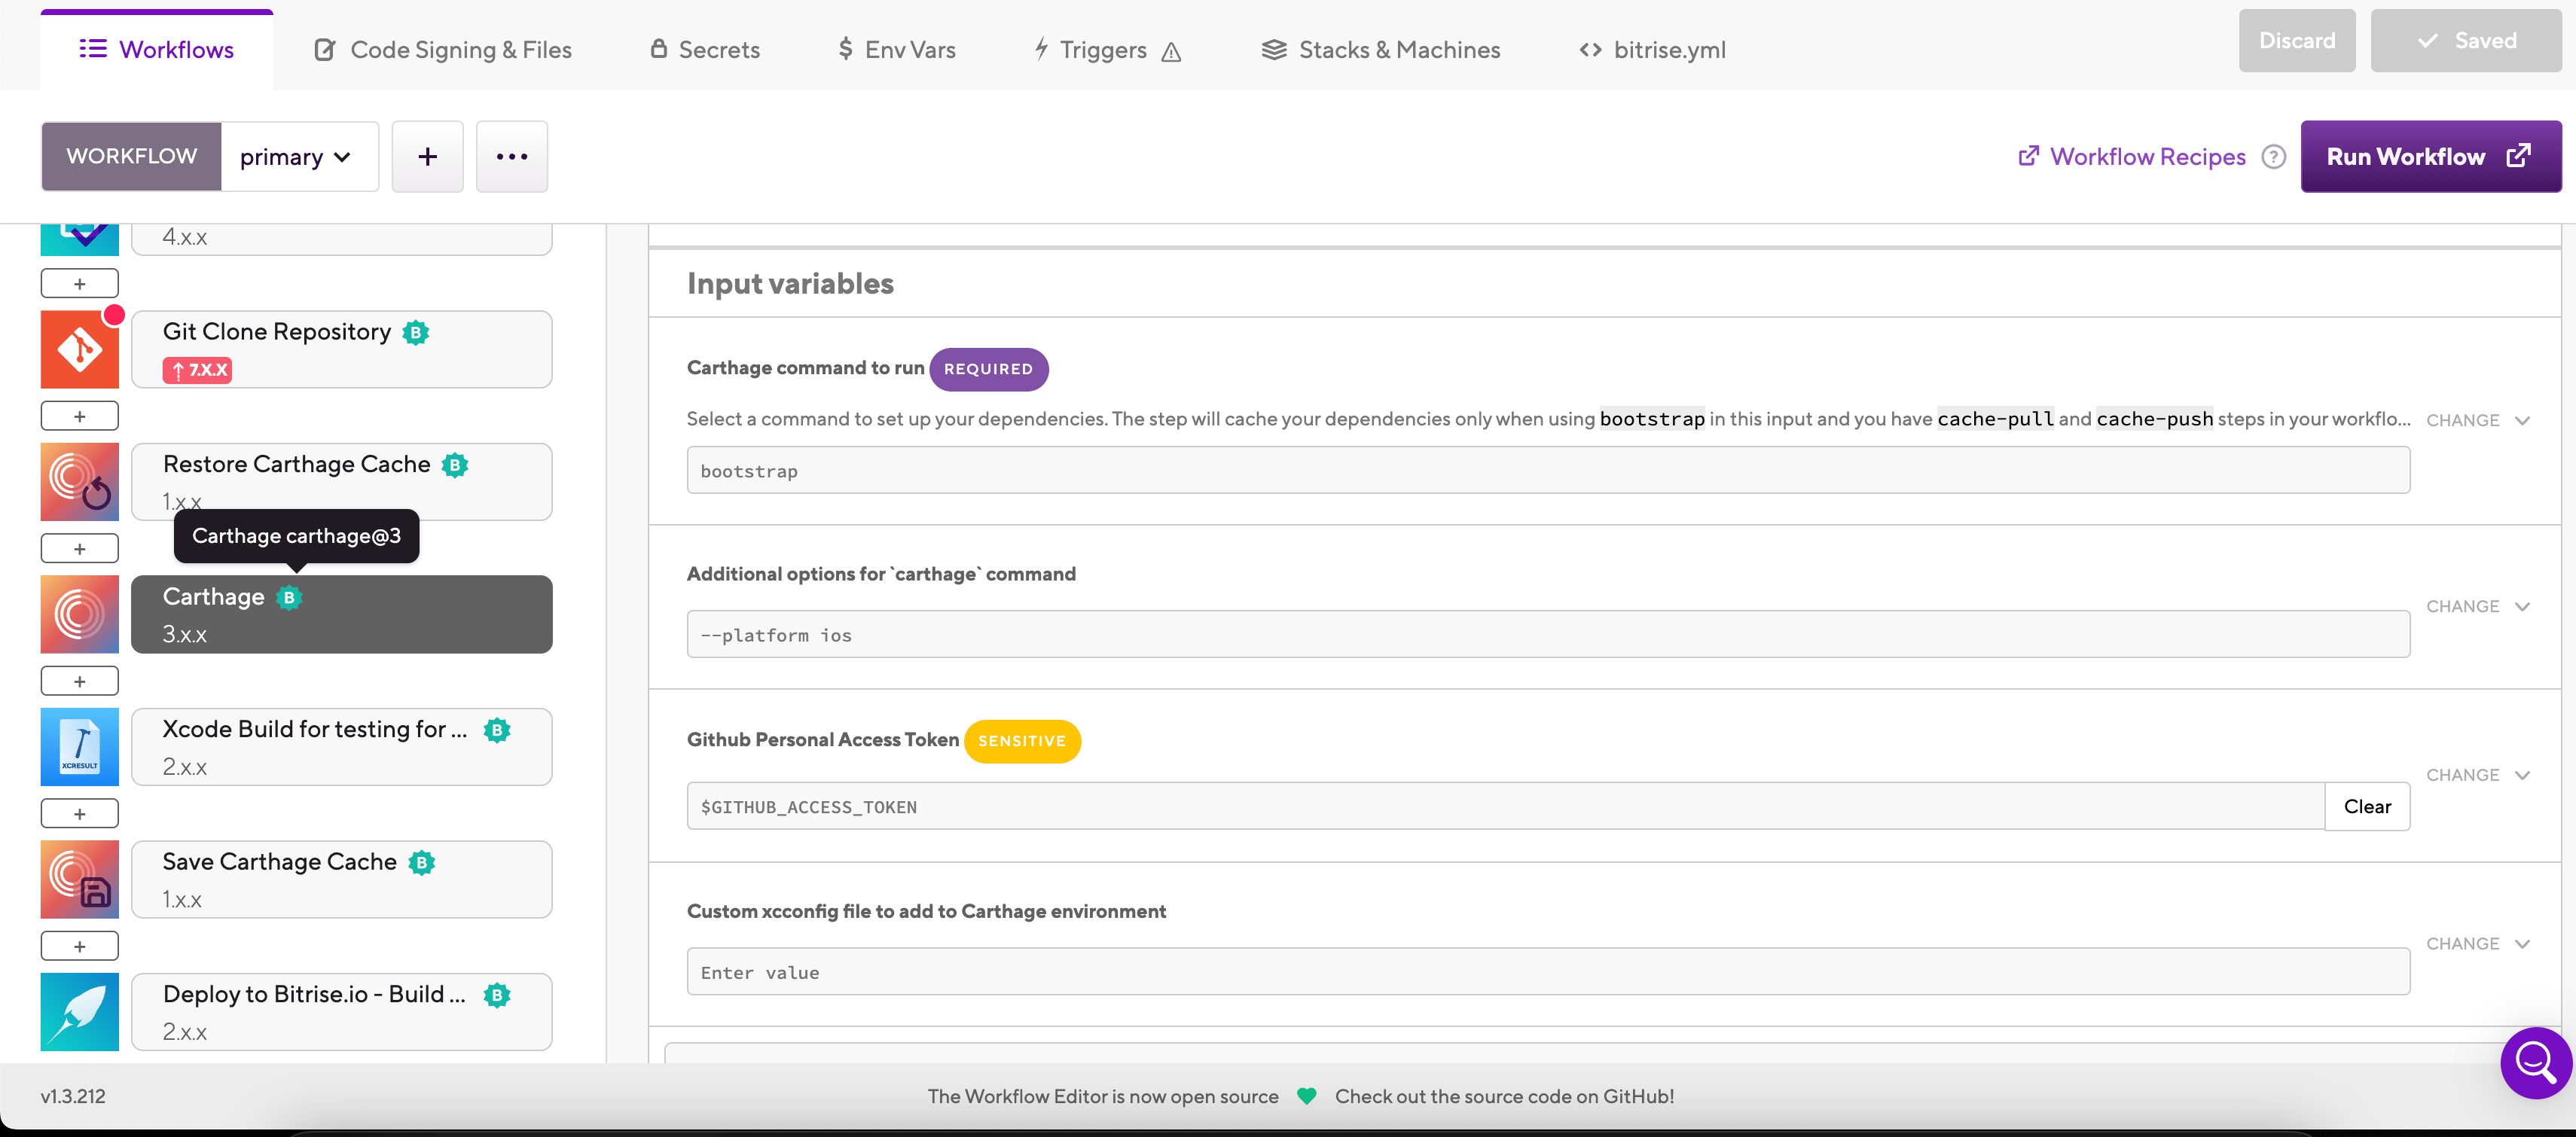 Workflows
Code Signing & Files
Secrets
Env Vars
Triggers
Stacks & Machines
bitrise.yml
Discard
Saved
WORKFLOW primary
+
...
Workflow Recipes
?
Run Workflow
4.x.x
+
Git Clone Repository B
7.X.X
+
Restore Carthage Cache B
1.x.x
Carthage carthage@3
+
Carthage B
3.x.x
+
Xcode Build for testing for ... B
2.x.x
XCRESULT
+
Save Carthage Cache B
1.x.x
+
Deploy to Bitrise.io - Build ... B
2.x.x
Input variables
Carthage command to run REQUIRED
Select a command to set up your dependencies. The step will cache your dependencies only when using bootstrap in this input and you have cache-pull and cache-push steps in your workflo... CHANGE
bootstrap
Additional options for `carthage` command
CHANGE
--platform ios
Github Personal Access Token SENSITIVE
CHANGE
$GITHUB_ACCESS_TOKEN Clear
Custom xcconfig file to add to Carthage environment
CHANGE
Enter value
v1.3.212
The Workflow Editor is now open source Check out the source code on GitHub!